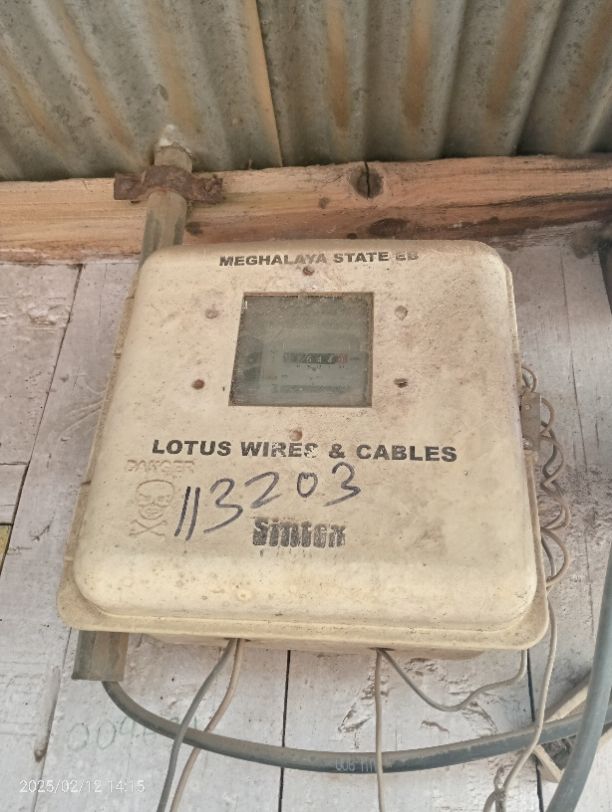 MEGHALAYA STATE EB
LOTUS WIRES & CABLES
DANGER
113203
Sintex
2025/02/12 14:15